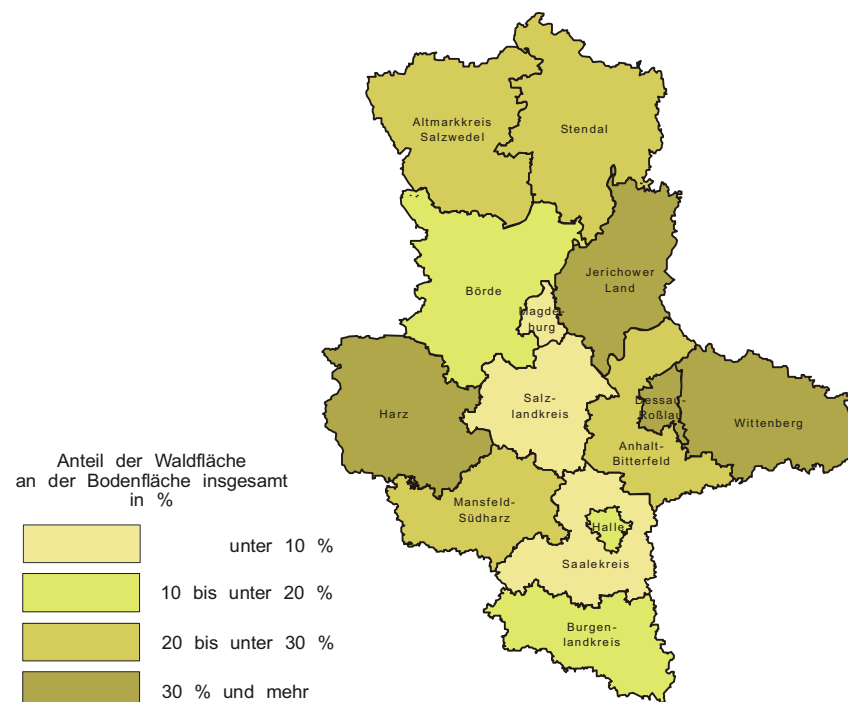 Altmarkkreis
Salzwedel
Stendal
Jerichower
Land
Börde
Magde-
burg
Salz-
landkreis
Harz
Dessau-
Roßlau
Wittenberg
Anhalt-
Bitterfeld
Mansfeld-
Südharz
Halle
Saalekreis
Burgen-
landkreis
Anteil der Waldfläche
an der Bodenfläche insgesamt
in %
unter 10 %
10 bis unter 20 %
20 bis unter 30 %
30 % und mehr